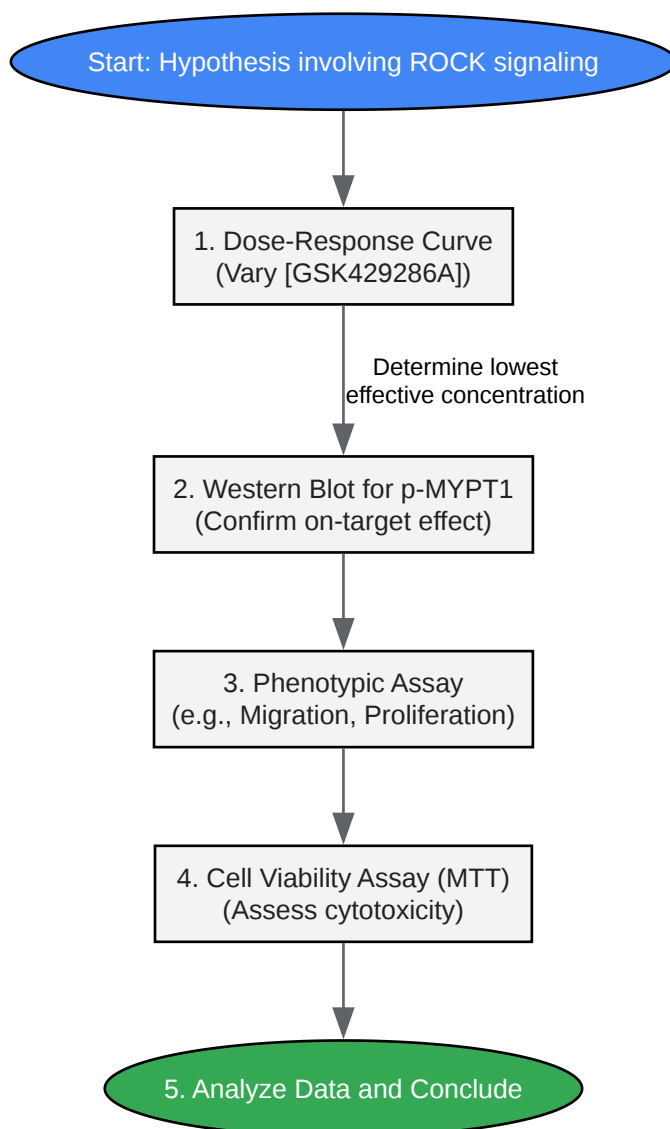 Start: Hypothesis involving ROCK signaling
1. Dose-Response Curve
(Vary [GSK429286A])
Determine lowest
effective concentration
2. Western Blot for p-MYPT1
(Confirm on-target effect)
3. Phenotypic Assay
(e.g., Migration, Proliferation)
4. Cell Viability Assay (MTT)
(Assess cytotoxicity)
5. Analyze Data and Conclude